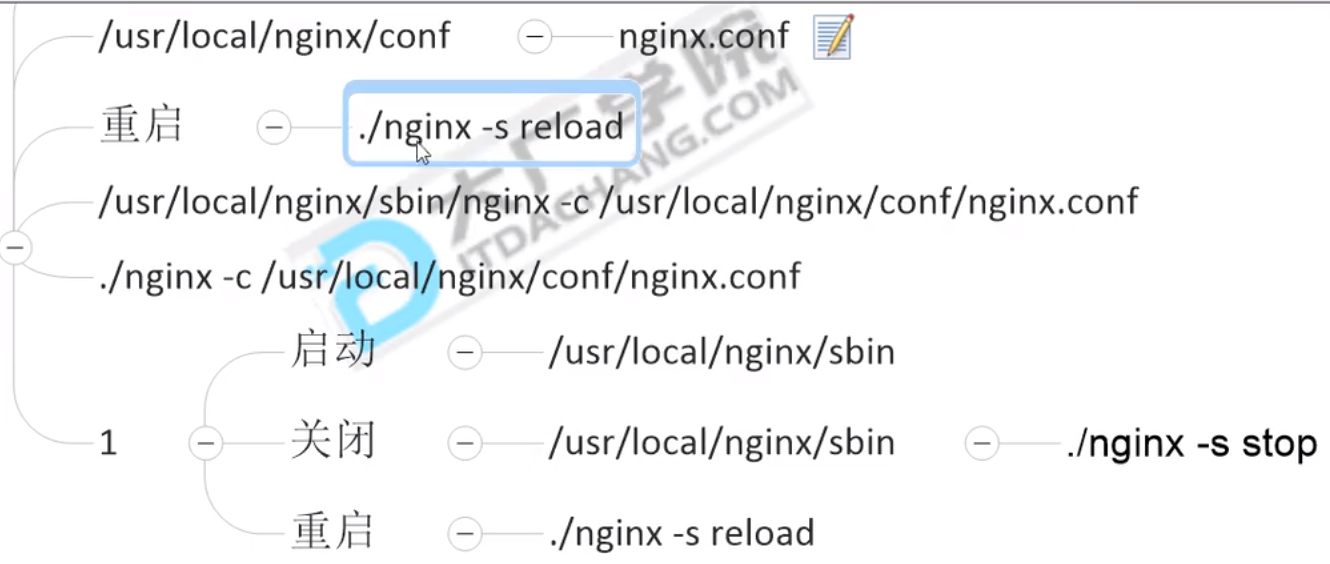 /usr/local/nginx/conf nginx.conf
重启 ./nginx -s reload
/usr/local/nginx/sbin/nginx -c /usr/local/nginx/conf/nginx.conf
./nginx -c /usr/local/nginx/conf/nginx.conf
启动 /usr/local/nginx/sbin
1 关闭 /usr/local/nginx/sbin ./nginx -s stop
重启 ./nginx -s reload
大厂学院
ITDACHANG.COM